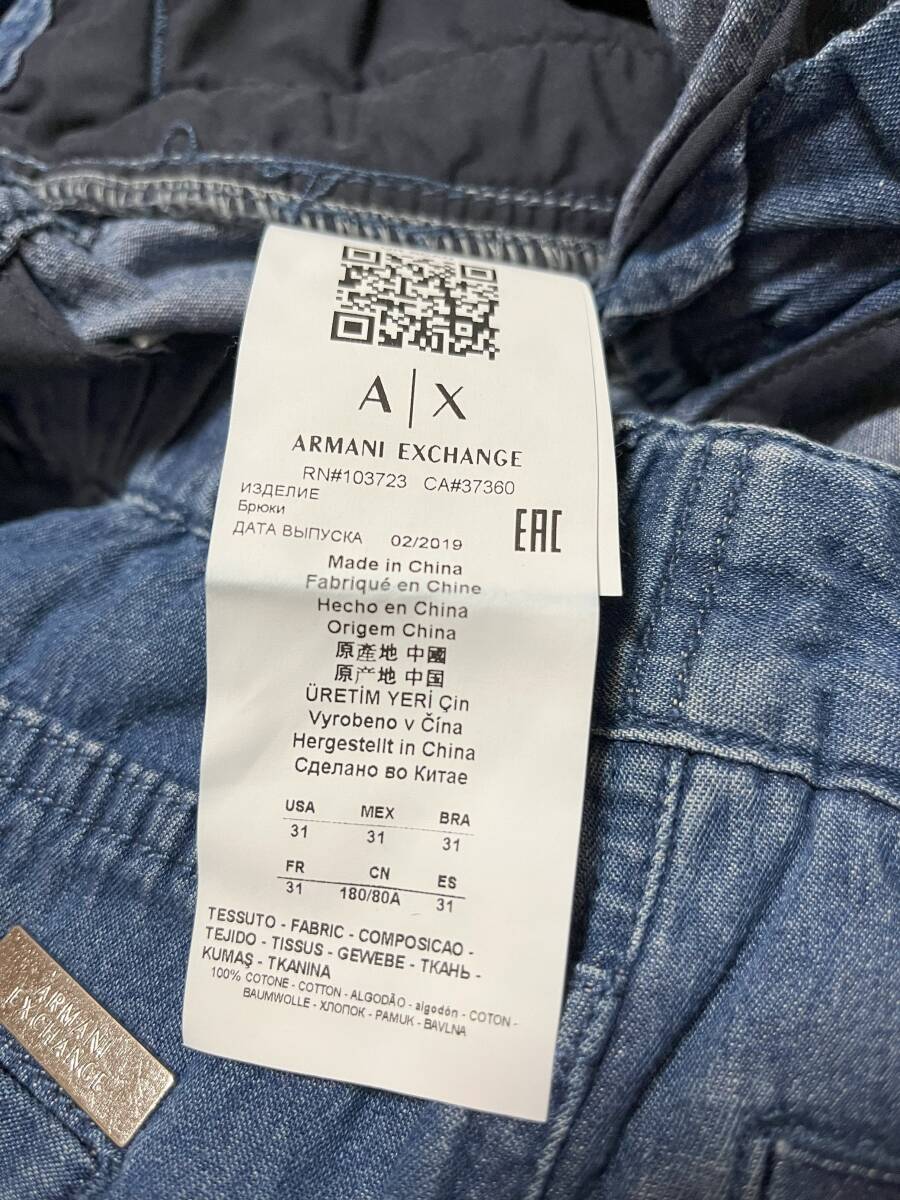 A|X
ARMANI EXCHANGE
RN#103723 CA#37360
ИЗДЕЛИЕ
Брюки
ДАТА ВЫПУСКА 02/2019
EAC
Made in China
Fabriqué en Chine
Hecho en China
Origem China
原產地 中國
原产地 中国
ÜRETİM YERİ Çin
Vyrobeno v Čína
Hergestellt in China
Сделано во Китае
USA MEX BRA
31 31 31
FR CN ES
31 180/80A 31
TESSUTO - FABRIC - COMPOSICAO -
TEJIDO - TISSUS - GEWEBE - ТКАНЬ -
KUMAŞ - TKANINA
100% COTONE - COTTON - ALGODÃO - algodón - COTON -
BAUMWOLLE - ХЛОПОК - PAMUK - BAVLNA
ARMANI
EXCHANGE